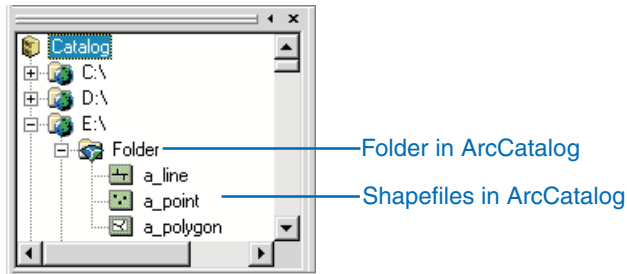 Catalog
C:\
D:\
E:\
Folder
Folder in ArcCatalog
a_line
a_point
Shapefiles in ArcCatalog
a_polygon